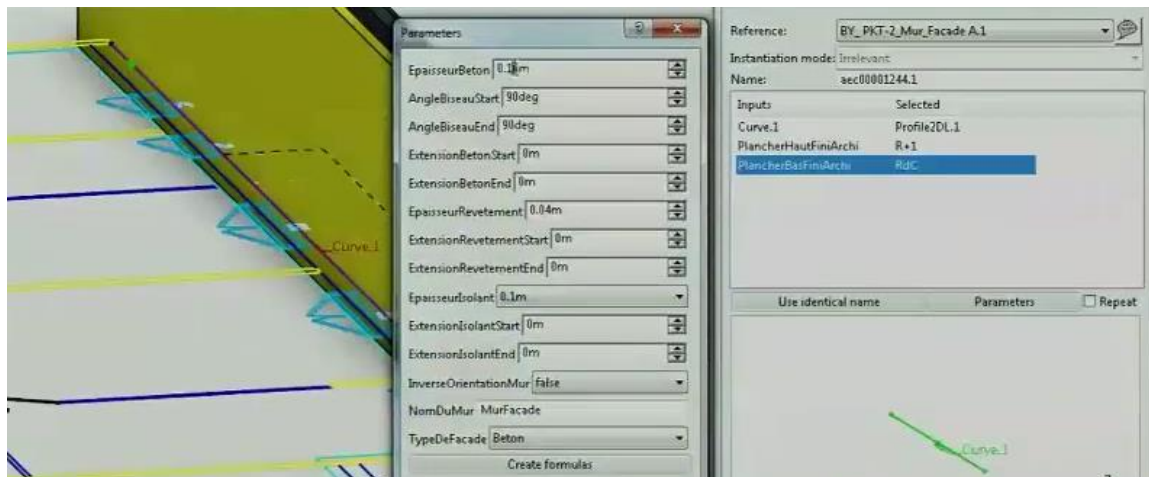 Parameters
EpaisseurBeton
AngleBiseauStart 90deg
AngleBiseauEnd 90deg
ExtensionBetonStart 0m
ExtensionBetonEnd 0m
EpaisseurRevetement 0.04m
ExtensionRevetementStart 0m
ExtensionRevetementEnd 0m
EpaisseurIsolant 0.1m
ExtensionIsolantStart 0m
ExtensionIsolantEnd 0m
InverseOrientationMur false
NomDuMur MurFacade
TypeDeFacade Beton
Create formulas
Curve.1
Reference: BY_PKT-2_Mur_Facade A.1
Instantiation mode: Irrelevant
Name: aec00001244.1
Inputs Selected
Curve.1 Profile2DL.1
PlancherHautFiniArchi R+1
PlancherBasFiniArchi RdC
Use identical name Parameters Repeat
Curve.1